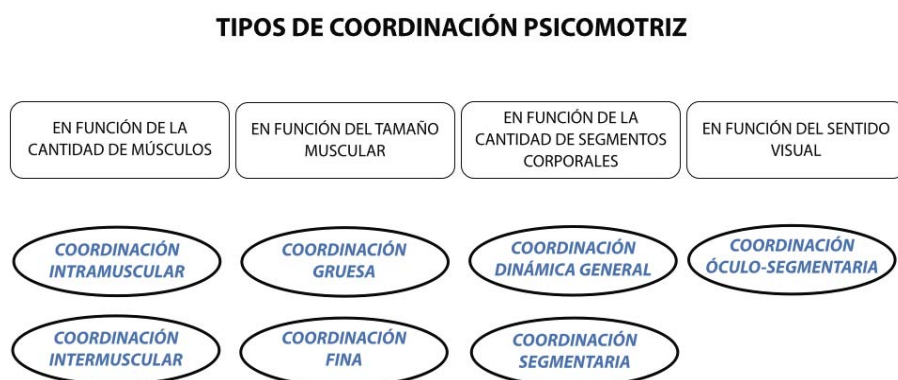 TIPOS DE COORDINACIÓN PSICOMOTRIZ
EN FUNCIÓN DE LA
CANTIDAD DE MÚSCULOS
EN FUNCIÓN DEL TAMAÑO
MUSCULAR
EN FUNCIÓN DE LA
CANTIDAD DE SEGMENTOS
CORPORALES
EN FUNCIÓN DEL SENTIDO
VISUAL
COORDINACIÓN
INTRAMUSCULAR
COORDINACIÓN
GRUESA
COORDINACIÓN
DINÁMICA GENERAL
COORDINACIÓN
ÓCULO-SEGMENTARIA
COORDINACIÓN
INTERMUSCULAR
COORDINACIÓN
FINA
COORDINACIÓN
SEGMENTARIA